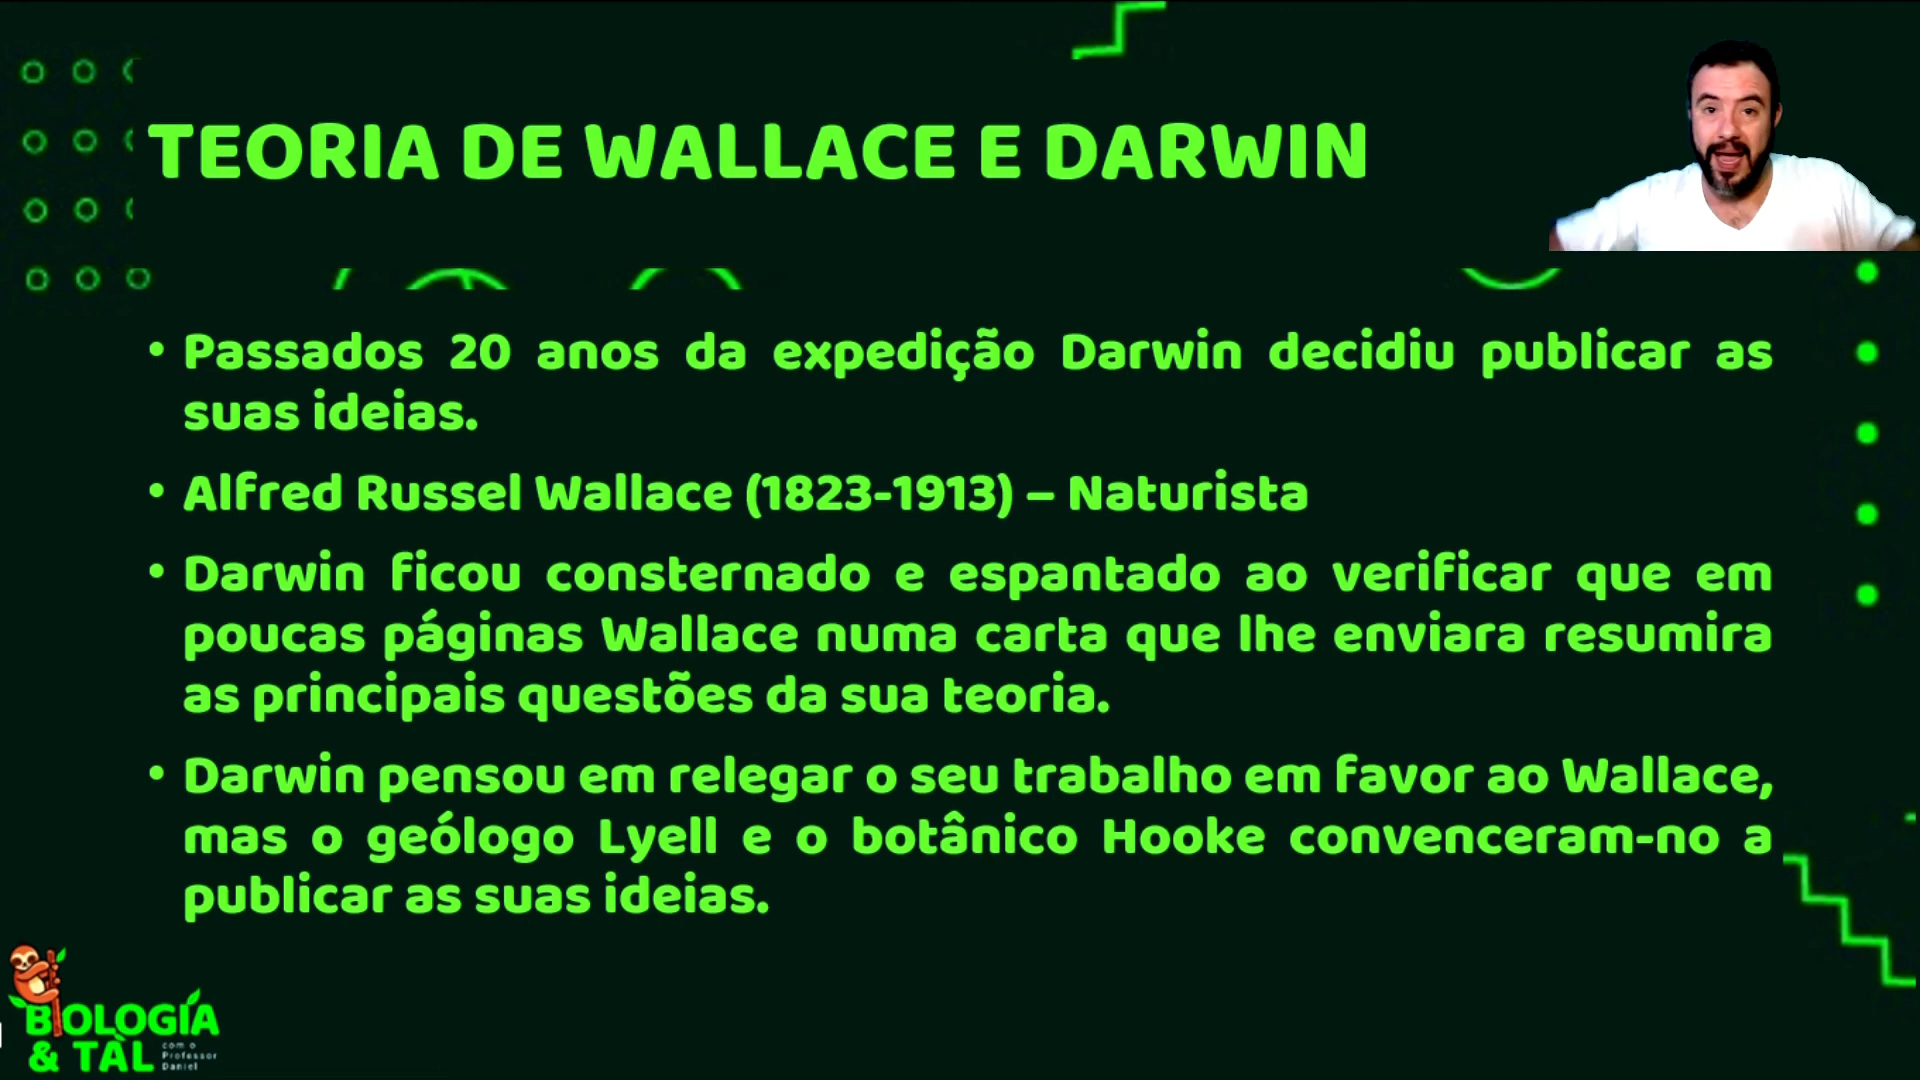 TEORIA DE WALLACE E DARWIN
• Passados 20 anos da expedição Darwin decidiu publicar as
suas ideias.
• Alfred Russel Wallace (1823-1913) – Naturista
• Darwin ficou consternado e espantado ao verificar que em
poucas páginas Wallace numa carta que lhe enviara resumira
as principais questões da sua teoria.
• Darwin pensou em relegar o seu trabalho em favor ao Wallace,
mas o geólogo Lyell e o botânico Hooke convenceram-no a
publicar as suas ideias.
BIOLOGIA
& TAL
com o
Professor
Daniel